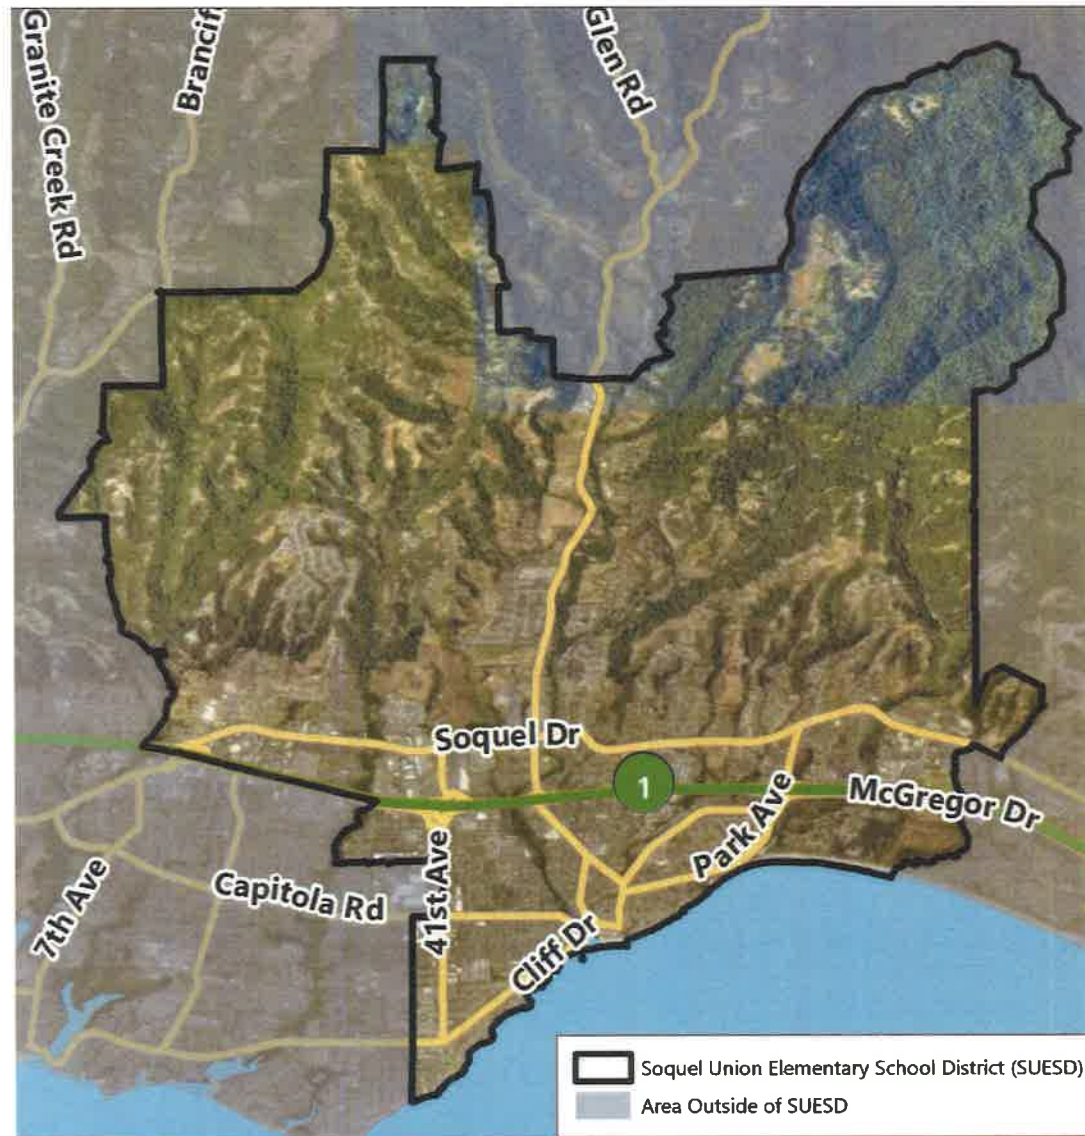 Granite Creek Rd
Brancif
Glen Rd
Soquel Dr
1
McGregor Dr
Park Ave
41st Ave
Capitola Rd
7th Ave
Cliff Dr
Soquel Union Elementary School District (SUESD)
Area Outside of SUESD